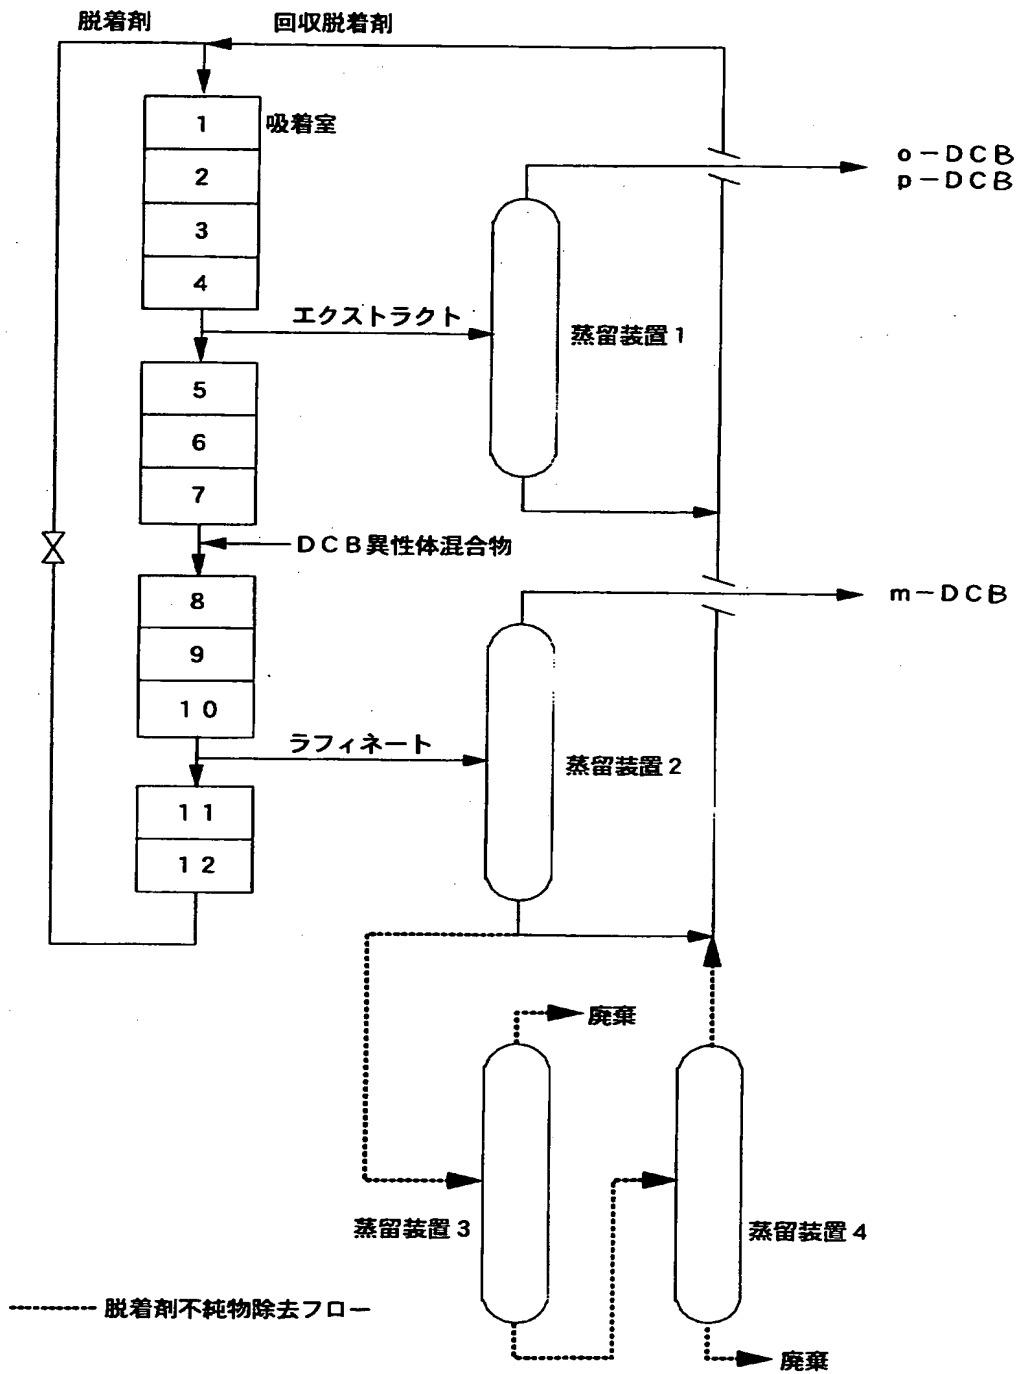 脱着剤
回収脱着剤
1
吸着室
2
3
4
o－DCB
p－DCB
エクストラクト
蒸留装置1
5
6
7
DCB異性体混合物
8
9
10
m－DCB
ラフィネート
蒸留装置2
11
12
廃棄
蒸留装置3
蒸留装置4
脱着剤不純物除去フロー
廃棄